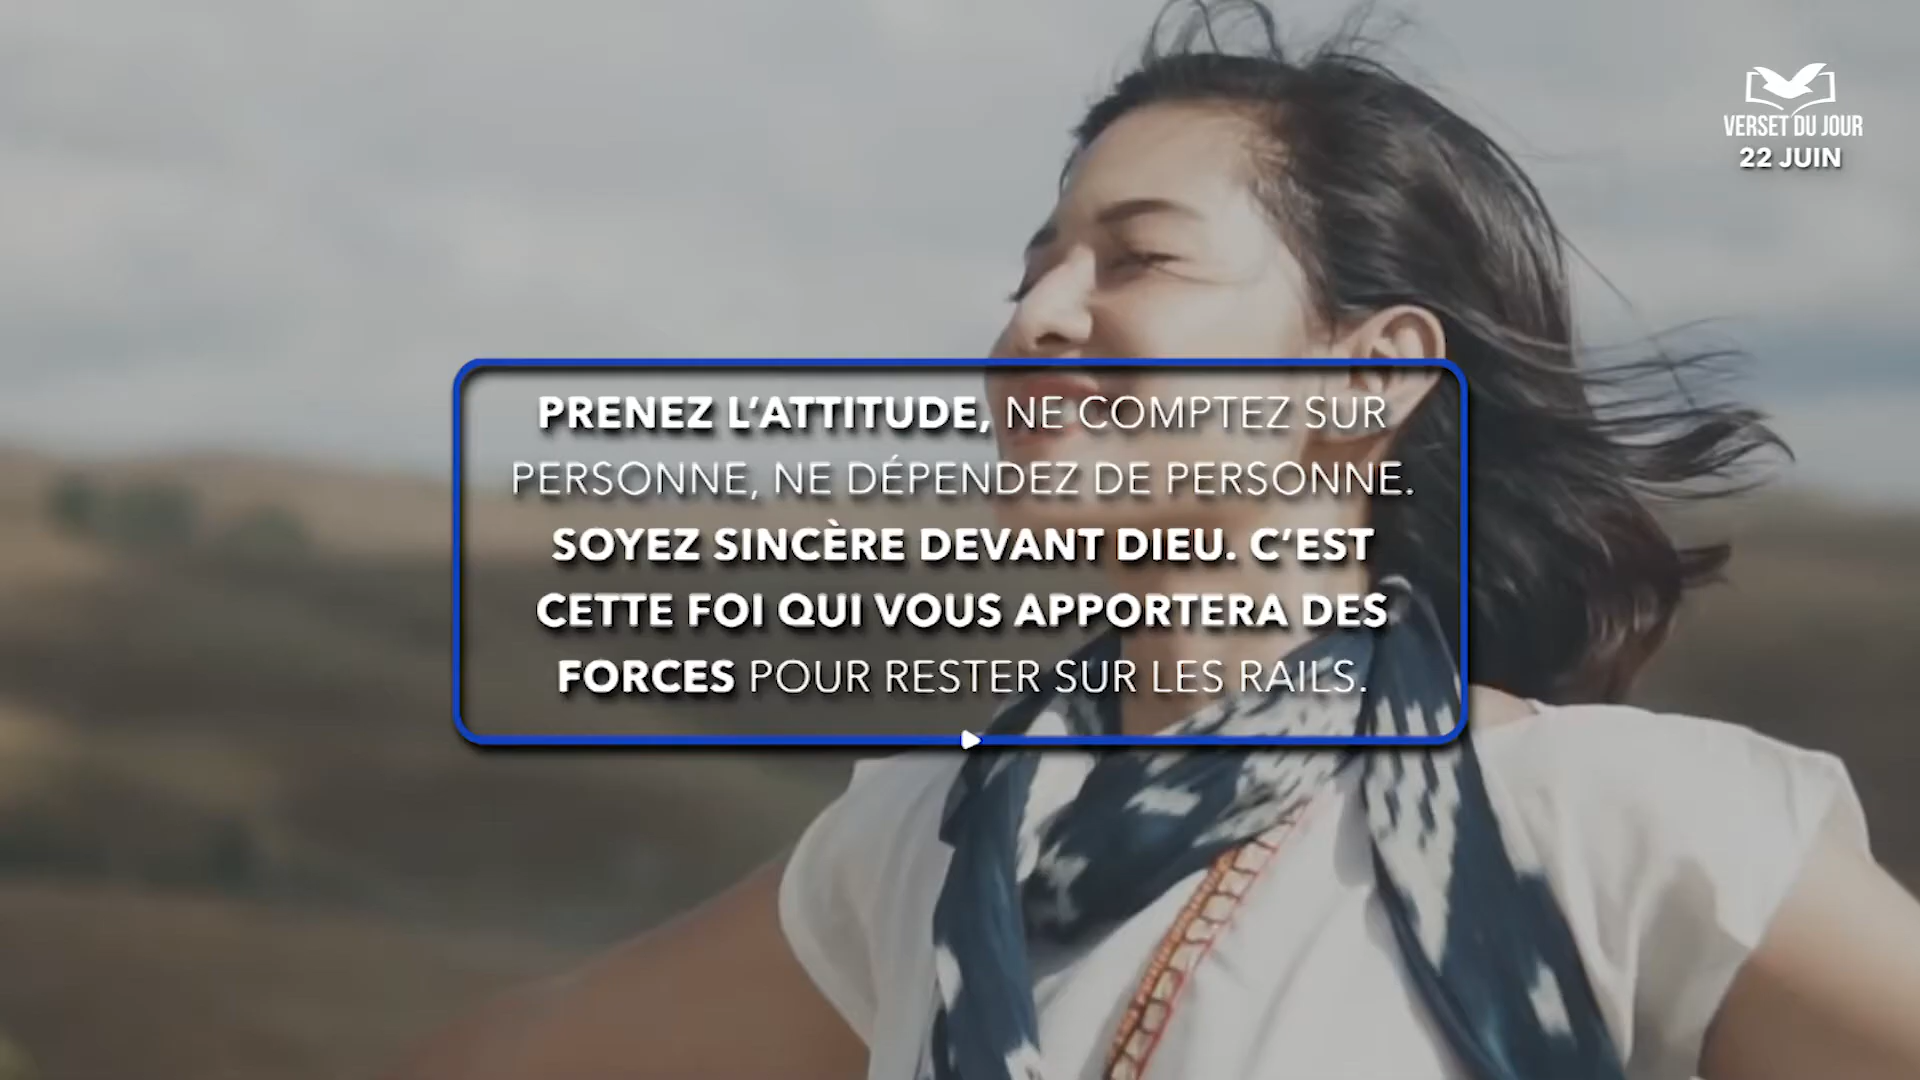 VERSET DU JOUR
22 JUIN
PRENEZ L’ATTITUDE, NE COMPTEZ SUR
PERSONNE, NE DÉPENDEZ DE PERSONNE.
SOYEZ SINCÈRE DEVANT DIEU. C’EST
CETTE FOI QUI VOUS APPORTERA DES
FORCES POUR RESTER SUR LES RAILS.